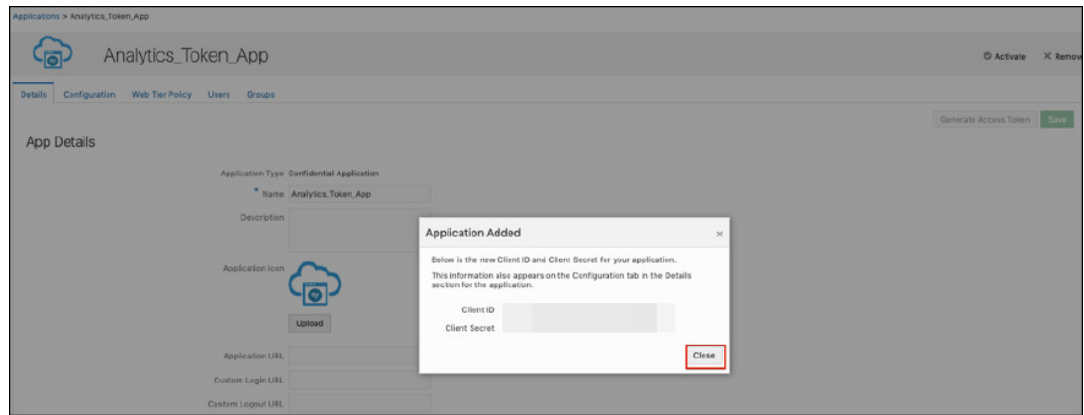 Applications > Analytics_Token_App
Analytics_Token_App
Activate
Remov
Details Configuration Web Tier Policy Users Groups
Generate Access Token Save
App Details
Application Type Confidential Application
* Name Analytics_Token_App
Description
Application Icon
Upload
Application URL
Custom Login URL
Custom Logout URL
Application Added
Below is the new Client ID and Client Secret for your application.
This information also appears on the Configuration tab in the Details
section for the application.
Client ID
Client Secret
Close